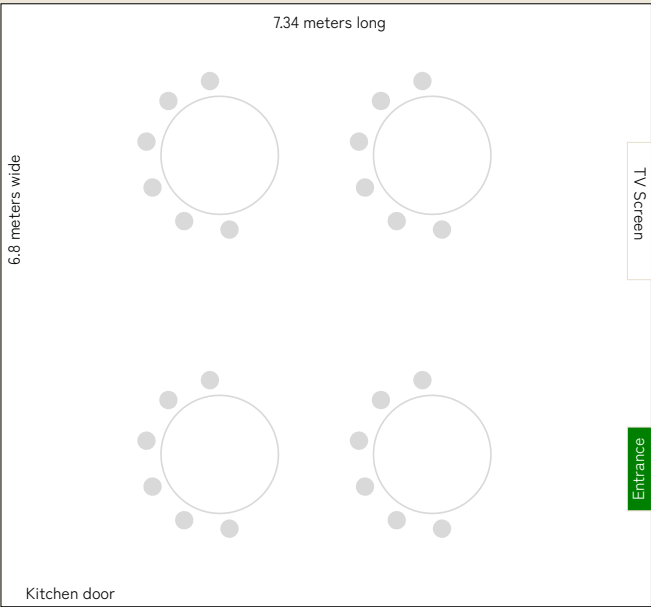 7.34 meters long
6.8 meters wide
TV Screen
Entrance
Kitchen door